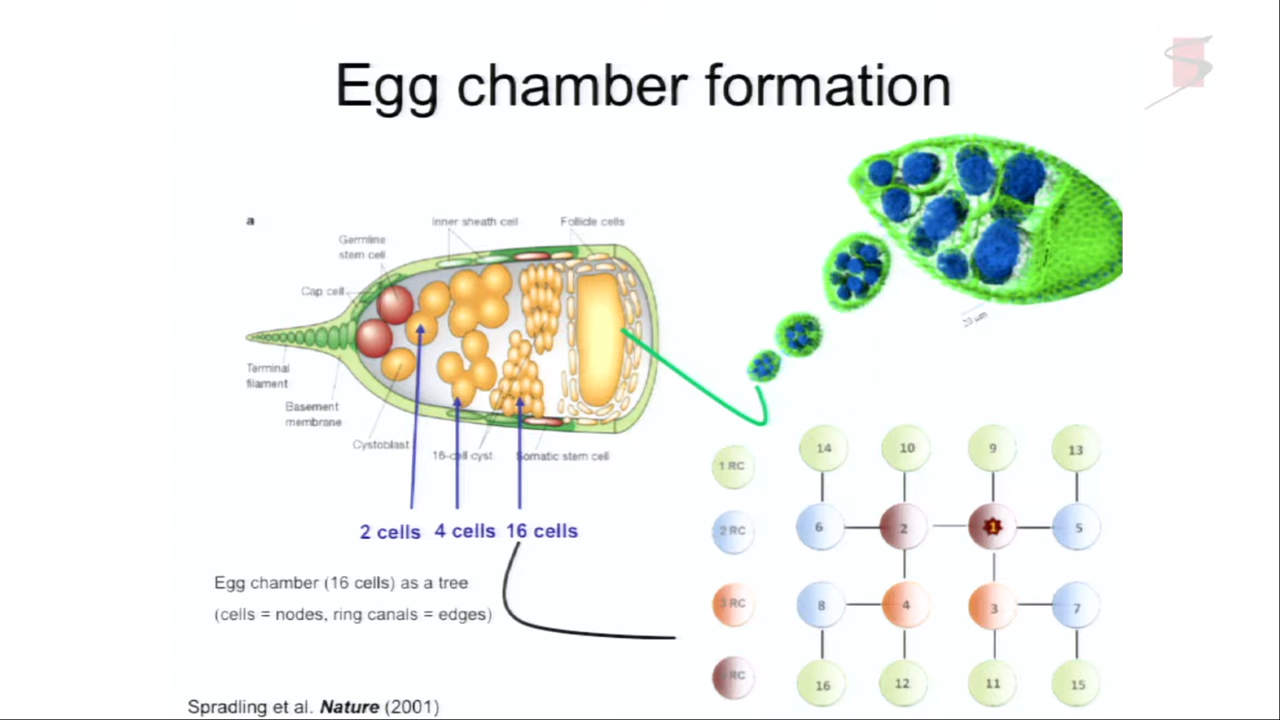 Egg chamber formation
a
Inner sheath cell
Follicle cells
Germline
stem cell
Cap cell
Terminal
filament
Basement
membrane
Cystoblast
16-cell cyst
Somatic stem cell
20 μm
2 cells 4 cells 16 cells
Egg chamber (16 cells) as a tree
(cells = nodes, ring canals = edges)
1 RC
14 10 9 13
2 RC
6 2 1 5
3 RC
8 4 3 7
RC
16 12 11 15
Spradling et al. Nature (2001)